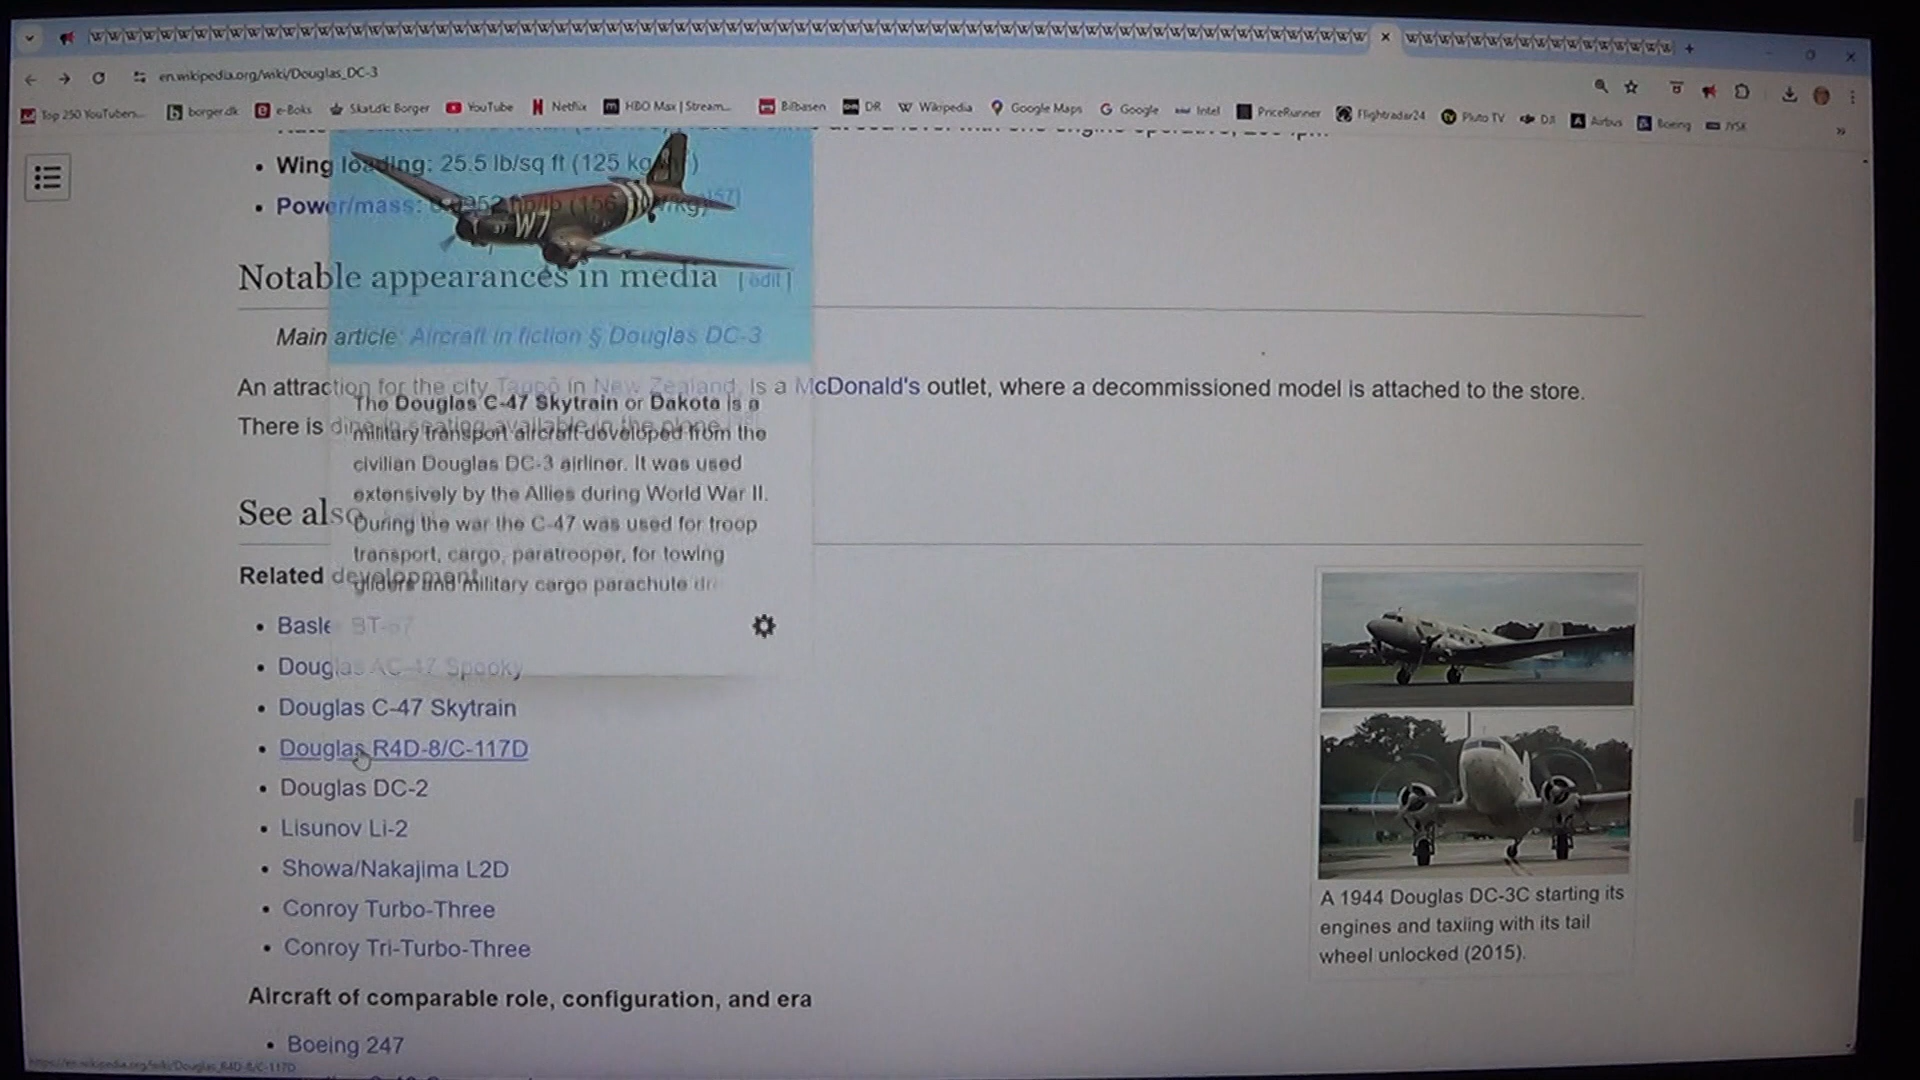 en.wikipedia.org/wiki/Douglas_DC-3
Top 250 YouTubers... borger.dk e-Boks Skat.dk: Borger YouTube Netflix HBO Max | Stream... Bilbasen DR Wikipedia Google Maps Google Intel PriceRunner Flightradar24 Pluto TV DJI Airbus Boeing JYSK
• Wing loading: 25.5 lb/sq ft (125 kg/m²)
• Power/mass: 0.0952 hp/lb (156 W/kg)[57]
W7
Notable appearances in media [ edit ]
Main article: Aircraft in fiction § Douglas DC-3
An attraction for the city Taupō in New Zealand, is a McDonald's outlet, where a decommissioned model is attached to the store.
There is dine-in seating available in the plane.
The Douglas C-47 Skytrain or Dakota is a
military transport aircraft developed from the
civilian Douglas DC-3 airliner. It was used
extensively by the Allies during World War II.
During the war the C-47 was used for troop
transport, cargo, paratrooper, for towing
gliders and military cargo parachute dr
See also
Related development
• Basler BT-67
• Douglas AC-47 Spooky
• Douglas C-47 Skytrain
• Douglas R4D-8/C-117D
• Douglas DC-2
• Lisunov Li-2
• Showa/Nakajima L2D
• Conroy Turbo-Three
• Conroy Tri-Turbo-Three
A 1944 Douglas DC-3C starting its
engines and taxiing with its tail
wheel unlocked (2015).
Aircraft of comparable role, configuration, and era
• Boeing 247
https://en.wikipedia.org/wiki/Douglas_R4D-8/C-117D